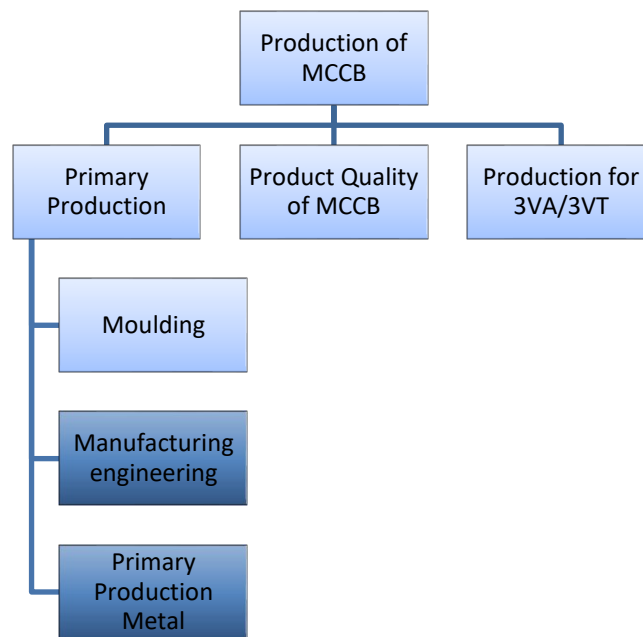 Production of
MCCB
Primary
Production
Product Quality
of MCCB
Production for
3VA/3VT
Moulding
Manufacturing
engineering
Primary
Production
Metal